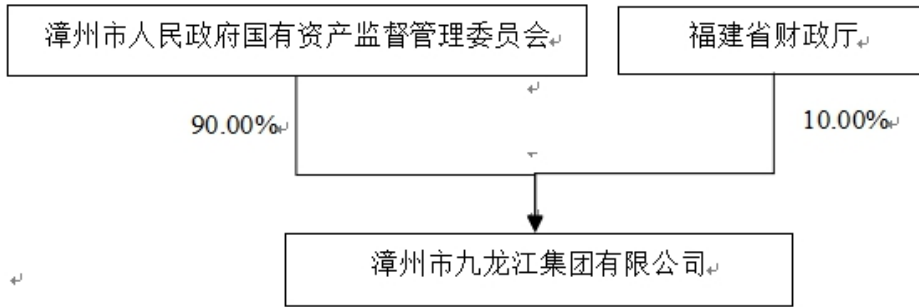 漳州市人民政府国有资产监督管理委员会
福建省财政厅
90.00%
10.00%
漳州市九龙江集团有限公司